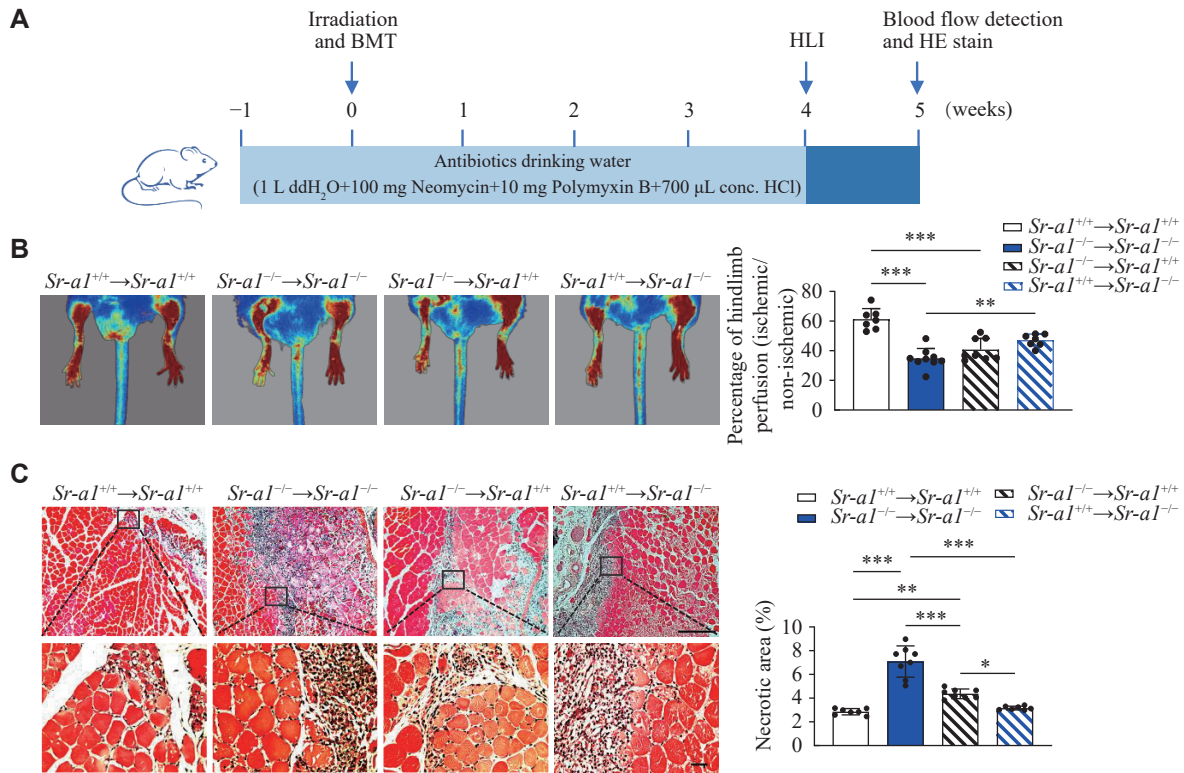 A
Irradiation
and BMT
HLI
Blood flow detection
and HE stain
−1 0 1 2 3 4 5 (weeks)
Antibiotics drinking water
(1 L ddH₂O+100 mg Neomycin+10 mg Polymyxin B+700 μL conc. HCl)
B
Sr-a1⁺/⁺→Sr-a1⁺/⁺ Sr-a1⁻/⁻→Sr-a1⁻/⁻ Sr-a1⁻/⁻→Sr-a1⁺/⁺ Sr-a1⁺/⁺→Sr-a1⁻/⁻
Percentage of hindlimb
perfusion (ischemic/
non-ischemic)
80
60
40
20
0
***
***
**
Sr-a1⁺/⁺→Sr-a1⁺/⁺
Sr-a1⁻/⁻→Sr-a1⁻/⁻
Sr-a1⁻/⁻→Sr-a1⁺/⁺
Sr-a1⁺/⁺→Sr-a1⁻/⁻
C
Sr-a1⁺/⁺→Sr-a1⁺/⁺ Sr-a1⁻/⁻→Sr-a1⁻/⁻ Sr-a1⁻/⁻→Sr-a1⁺/⁺ Sr-a1⁺/⁺→Sr-a1⁻/⁻
Sr-a1⁺/⁺→Sr-a1⁺/⁺ Sr-a1⁻/⁻→Sr-a1⁺/⁺
Sr-a1⁻/⁻→Sr-a1⁻/⁻ Sr-a1⁺/⁺→Sr-a1⁻/⁻
***
***
**
***
*
Necrotic area (%)
10
8
6
4
2
0